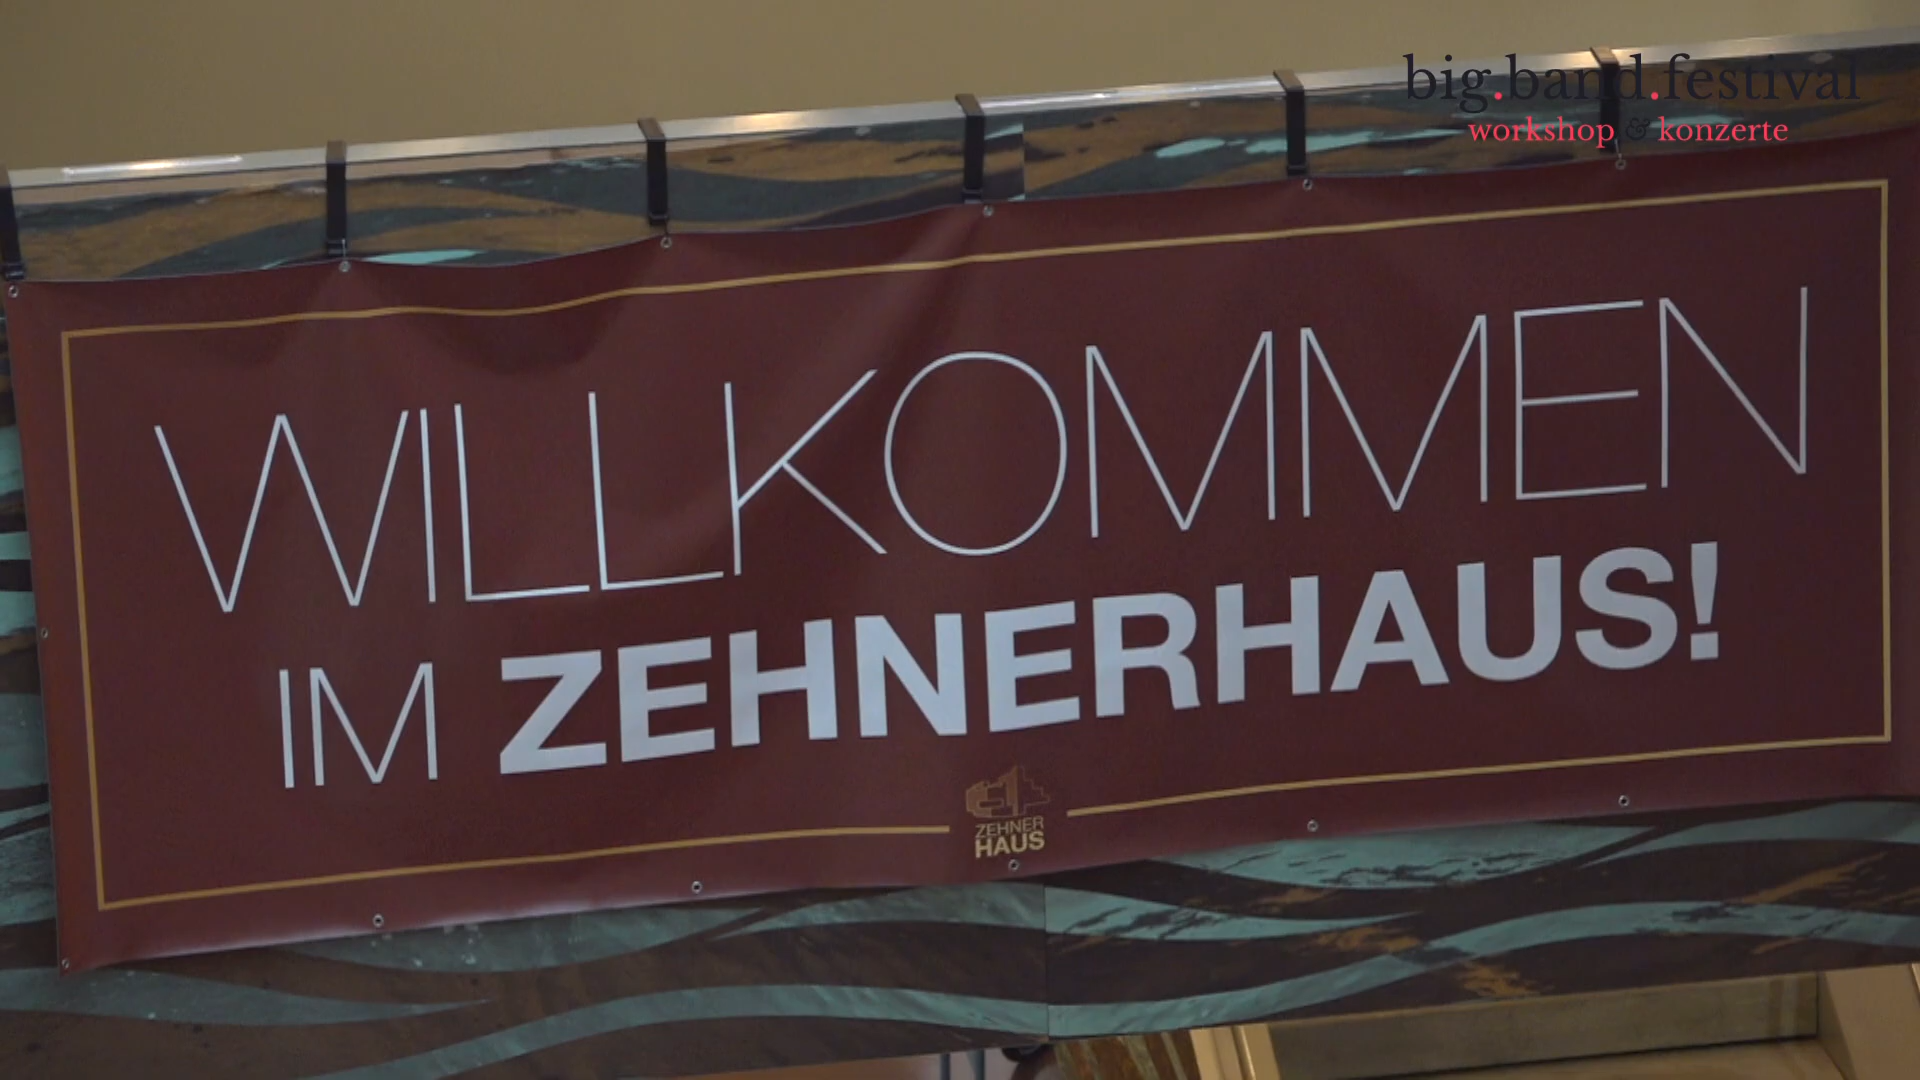 big.band.festival
workshop & konzerte
WILLKOMMEN
IM ZEHNERHAUS!
ZEHNER
HAUS